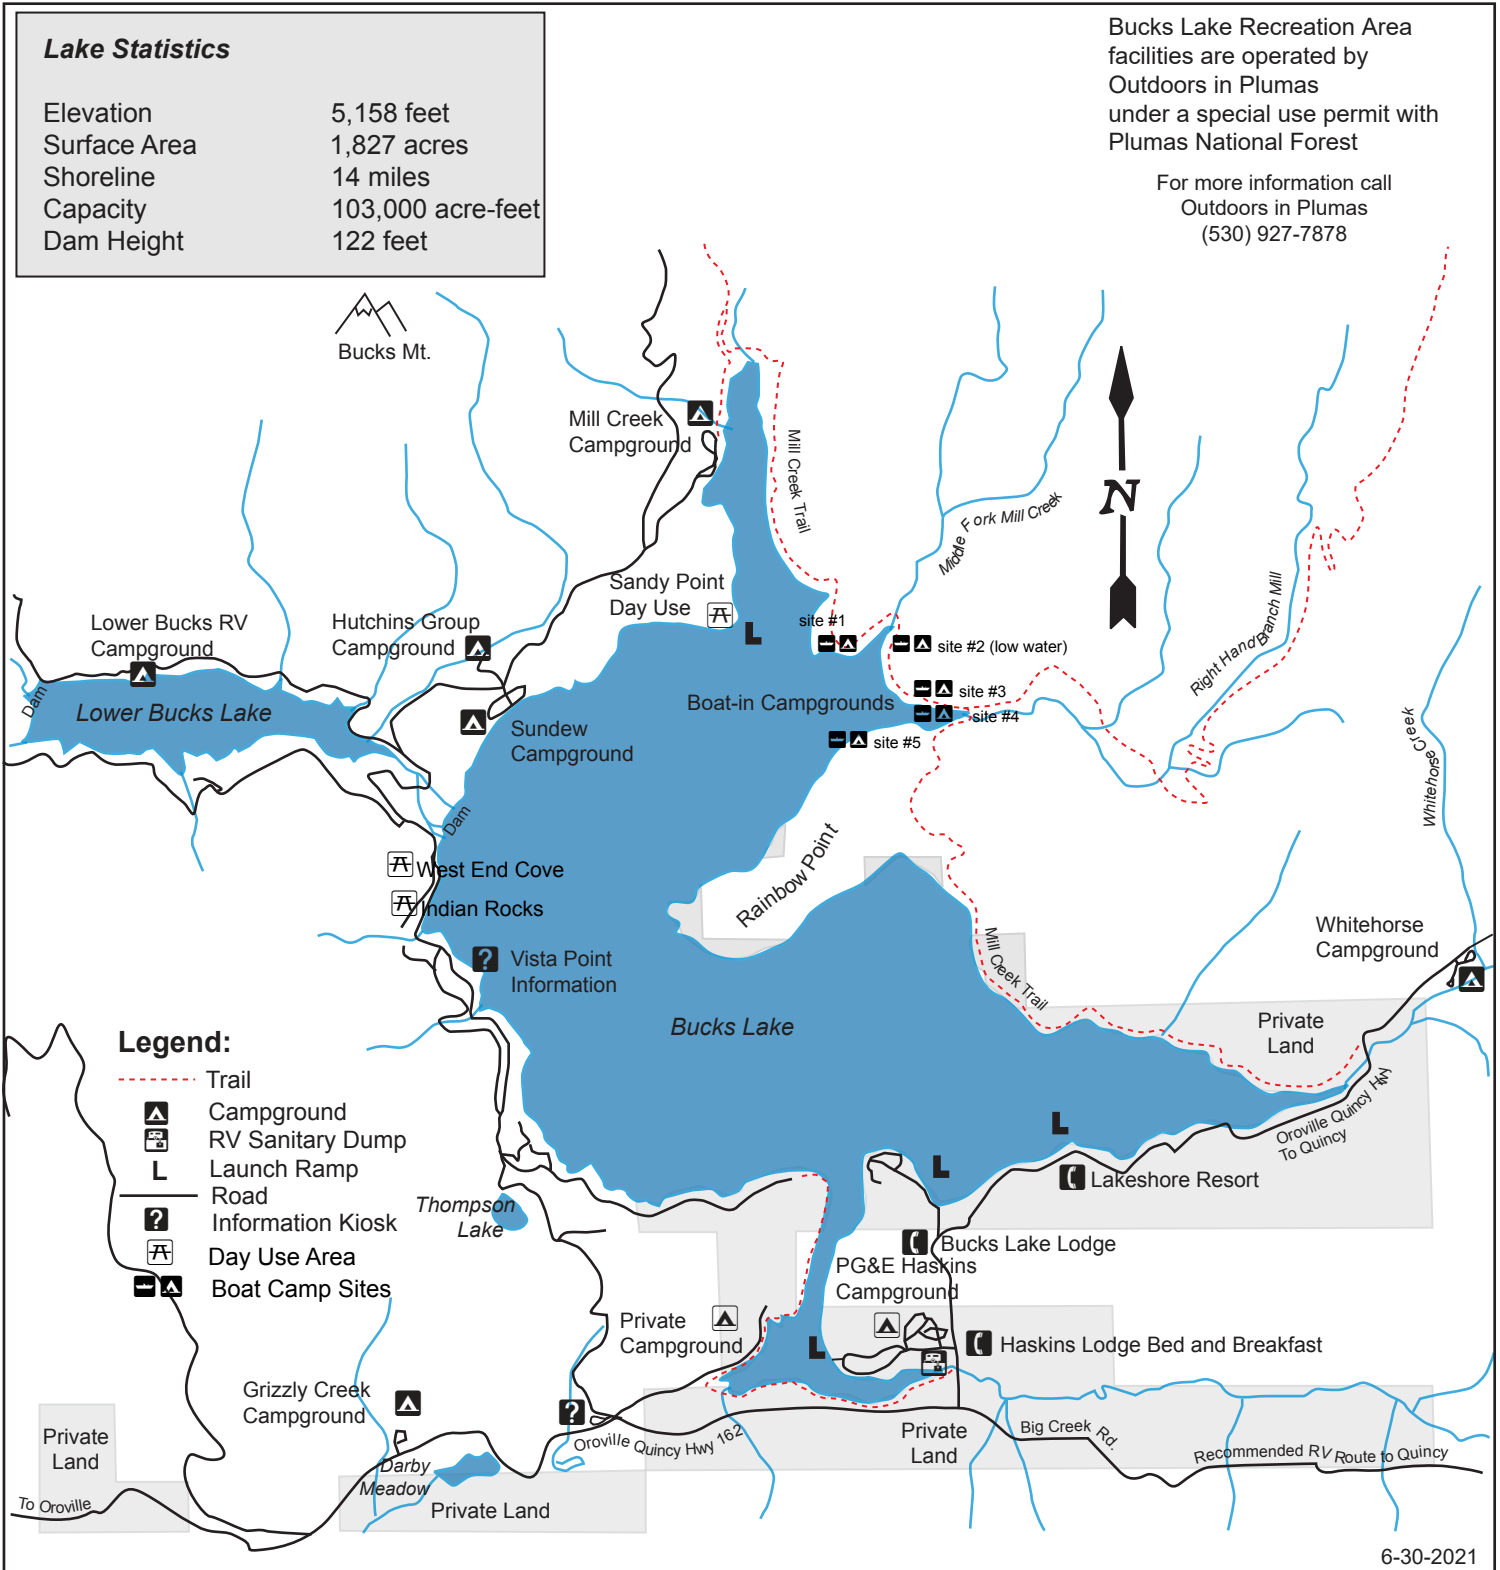 Lake Statistics
Elevation 5,158 feet
Surface Area 1,827 acres
Shoreline 14 miles
Capacity 103,000 acre-feet
Dam Height 122 feet
Bucks Lake Recreation Area
facilities are operated by
Outdoors in Plumas
under a special use permit with
Plumas National Forest
For more information call
Outdoors in Plumas
(530) 927-7878
Bucks Mt.
Mill Creek
Campground
Mill Creek Trail
Middle Fork Mill Creek
N
Sandy Point
Day Use
L
Lower Bucks RV
Campground
Hutchins Group
Campground
site #1
site #2 (low water)
Right Hand Branch Mill
Dam
Lower Bucks Lake
Boat-in Campgrounds
site #3
site #4
site #5
Sundew
Campground
Whitehorse Creek
Dam
West End Cove
Indian Rocks
Rainbow Point
Vista Point
Information
?
Mill Creek Trail
Whitehorse
Campground
Bucks Lake
Private
Land
Legend:
Trail
Campground
RV Sanitary Dump
L Launch Ramp
Road
? Information Kiosk
Day Use Area
Boat Camp Sites
L
Oroville Quincy Hwy
To Quincy
L
Lakeshore Resort
Thompson
Lake
Bucks Lake Lodge
PG&E Haskins
Campground
Private
Campground
L
Haskins Lodge Bed and Breakfast
Grizzly Creek
Campground
?
Oroville Quincy Hwy 162
Private
Land
Big Creek Rd.
Recommended RV Route to Quincy
Private
Land
Darby
Meadow
To Oroville
Private Land
6-30-2021